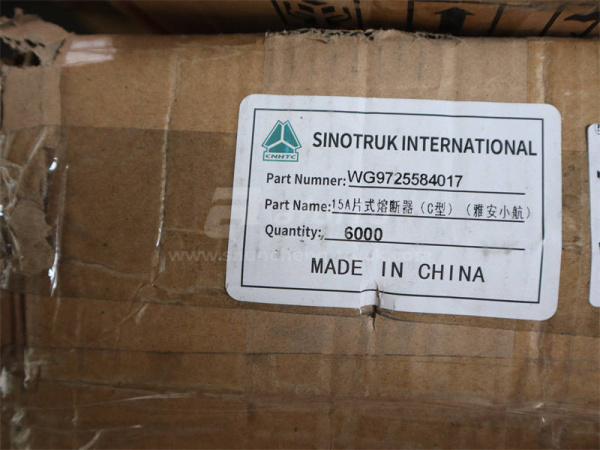 CNHTC
SINOTRUK INTERNATIONAL
Part Numner: WG9725584017
Part Name: 15A片式熔断器（C型）（雅安小航）
Quantity: 6000
MADE IN CHINA